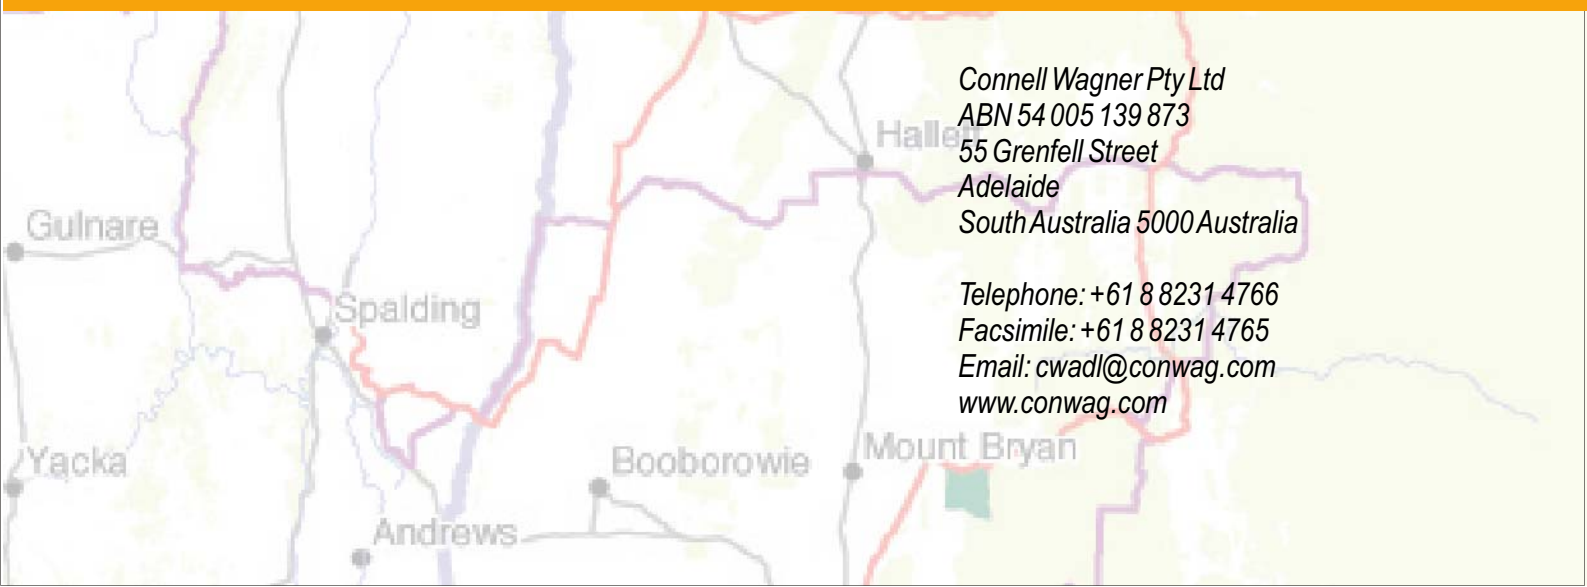 Connell Wagner Pty Ltd
ABN 54 005 139 873
Hallett
55 Grenfell Street
Adelaide
South Australia 5000 Australia
Gulnare
Telephone: +61 8 8231 4766
Spalding
Facsimile: +61 8 8231 4765
Email: cwadl@conwag.com
www.conwag.com
Mount Bryan
Yacka
Booborowie
Andrews